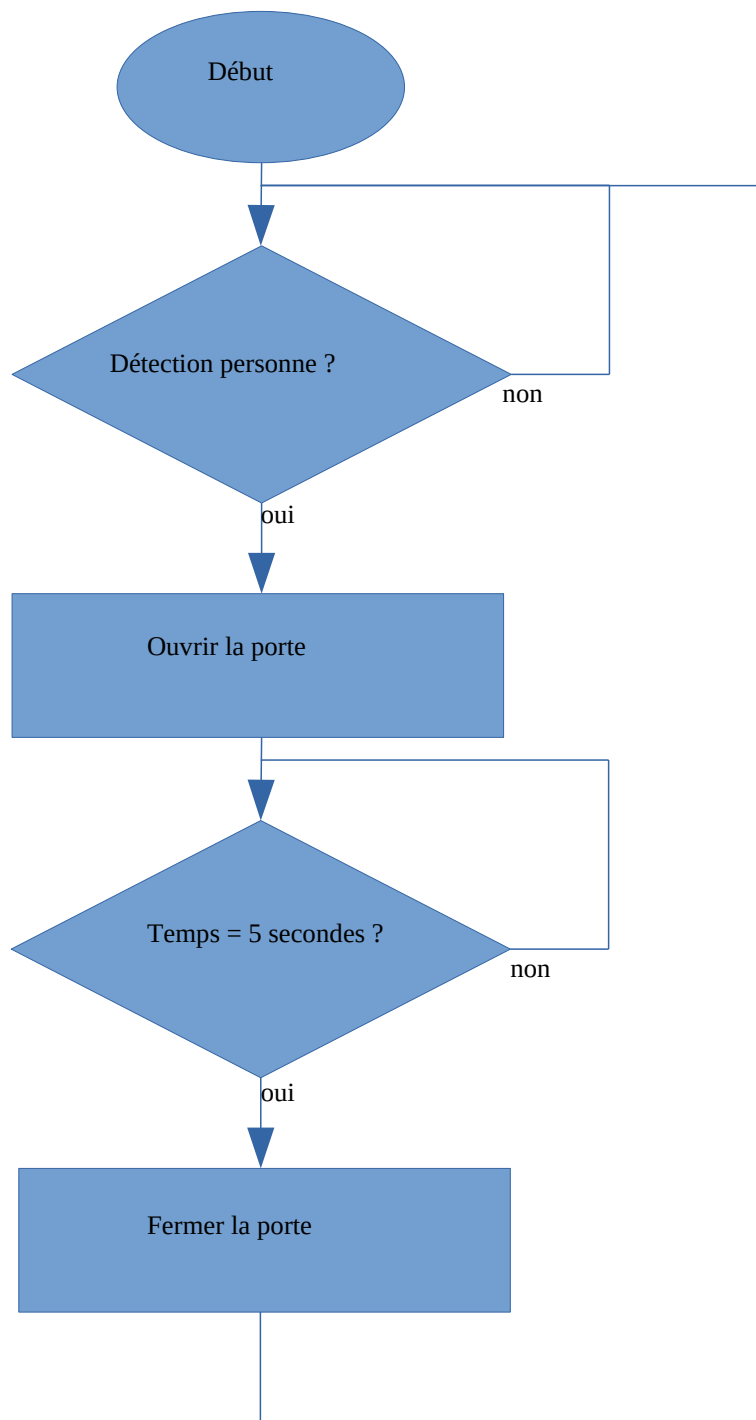 Début
Détection personne ?
non
oui
Ouvrir la porte
Temps = 5 secondes ?
non
oui
Fermer la porte